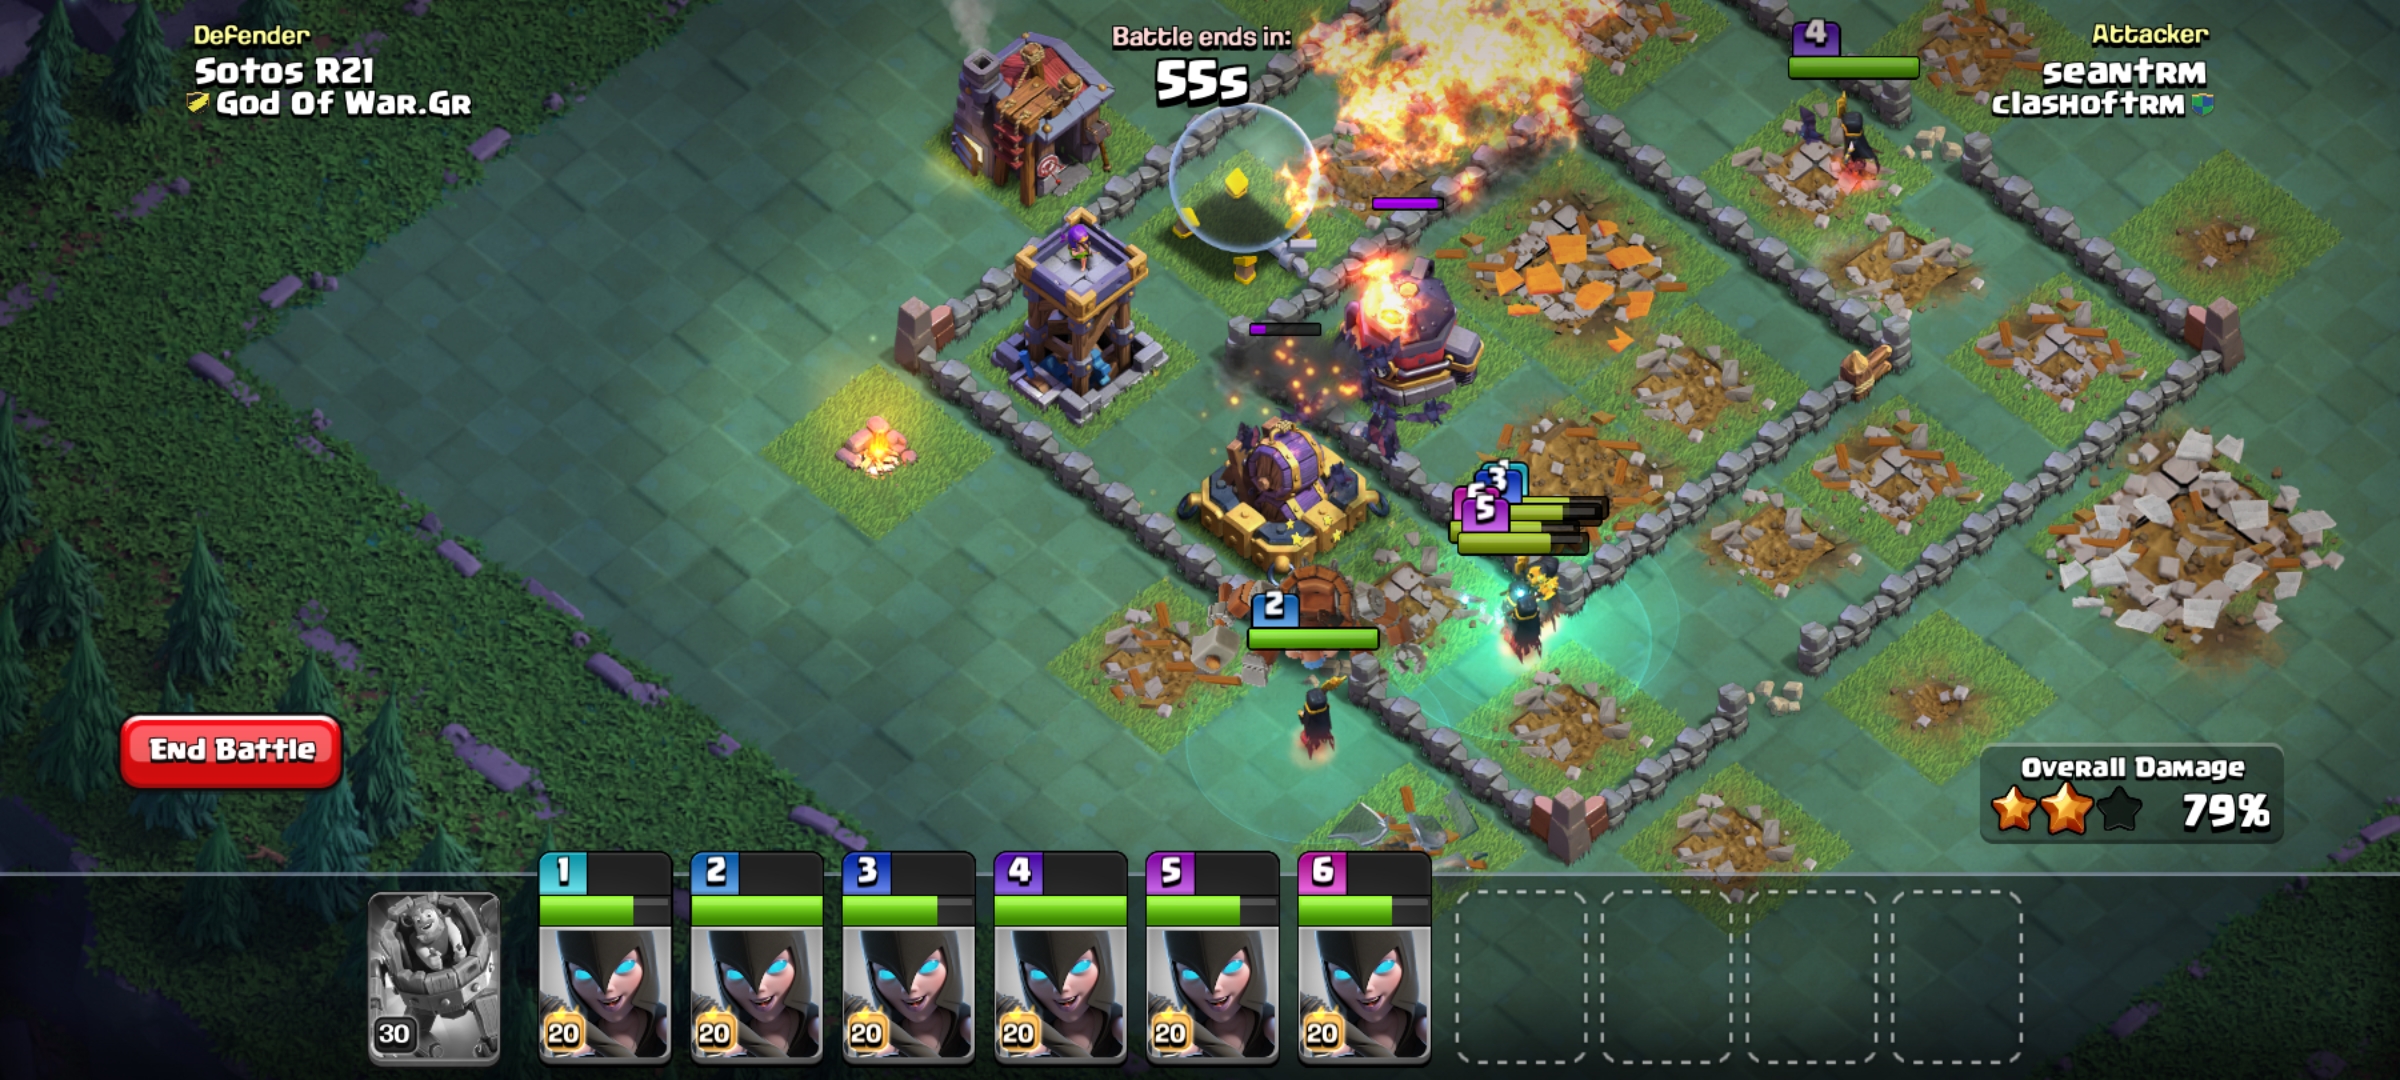 Defender
Sotos R21
God Of War.GR
Battle ends in:
55s
Attacker
seantRM
clashoftRM
4
3
5
2
End Battle
Overall Damage
79%
1
2
3
4
5
6
30
20
20
20
20
20
20